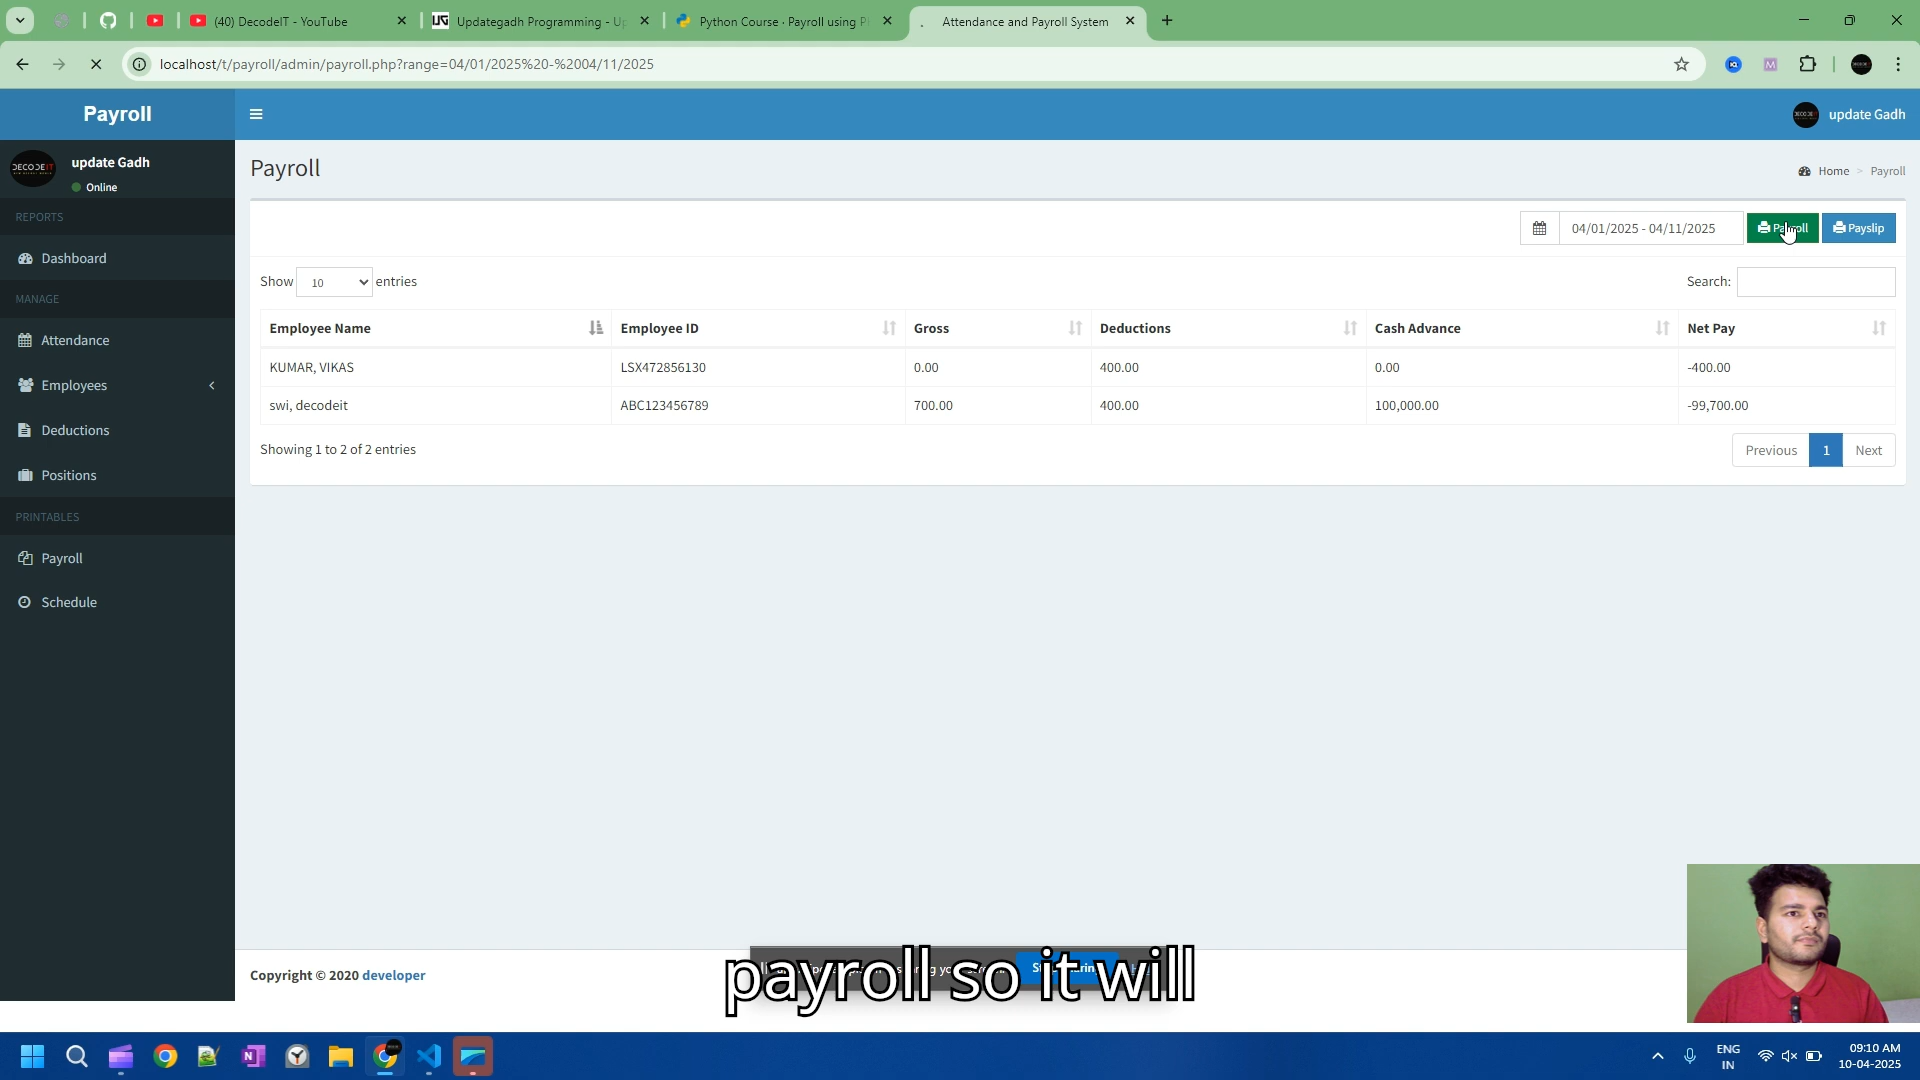 (40) DecodeIT - YouTube
Updategadh Programming - Up
Python Course · Payroll using P
Attendance and Payroll System
localhost/t/payroll/admin/payroll.php?range=04/01/2025%20-%2004/11/2025
Payroll
update Gadh
update Gadh
Online
Payroll
Home > Payroll
REPORTS
Dashboard
MANAGE
Attendance
Employees
Deductions
Positions
PRINTABLES
Payroll
Schedule
04/01/2025 - 04/11/2025
Payroll
Payslip
Show 10 entries
Search:
Employee Name Employee ID Gross Deductions Cash Advance Net Pay
KUMAR, VIKAS LSX472856130 0.00 400.00 0.00 -400.00
swi, decodeit ABC123456789 700.00 400.00 100,000.00 -99,700.00
Showing 1 to 2 of 2 entries
Previous 1 Next
Copyright © 2020 developer
payroll so it will
ENG
IN
09:10 AM
10-04-2025